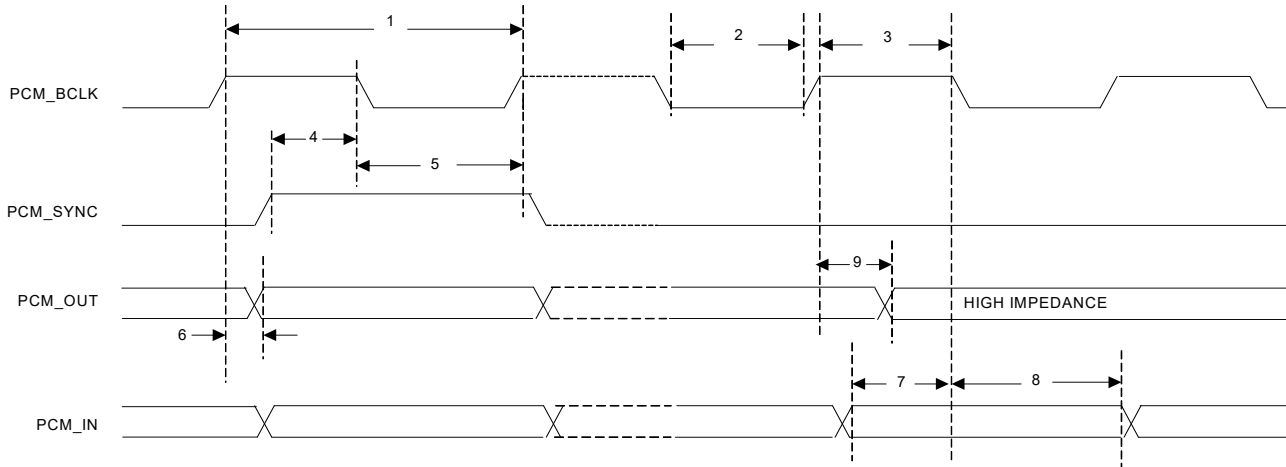 1
2
3
PCM_BCLK
4
5
PCM_SYNC
9
PCM_OUT
HIGH IMPEDANCE
6
7
8
PCM_IN